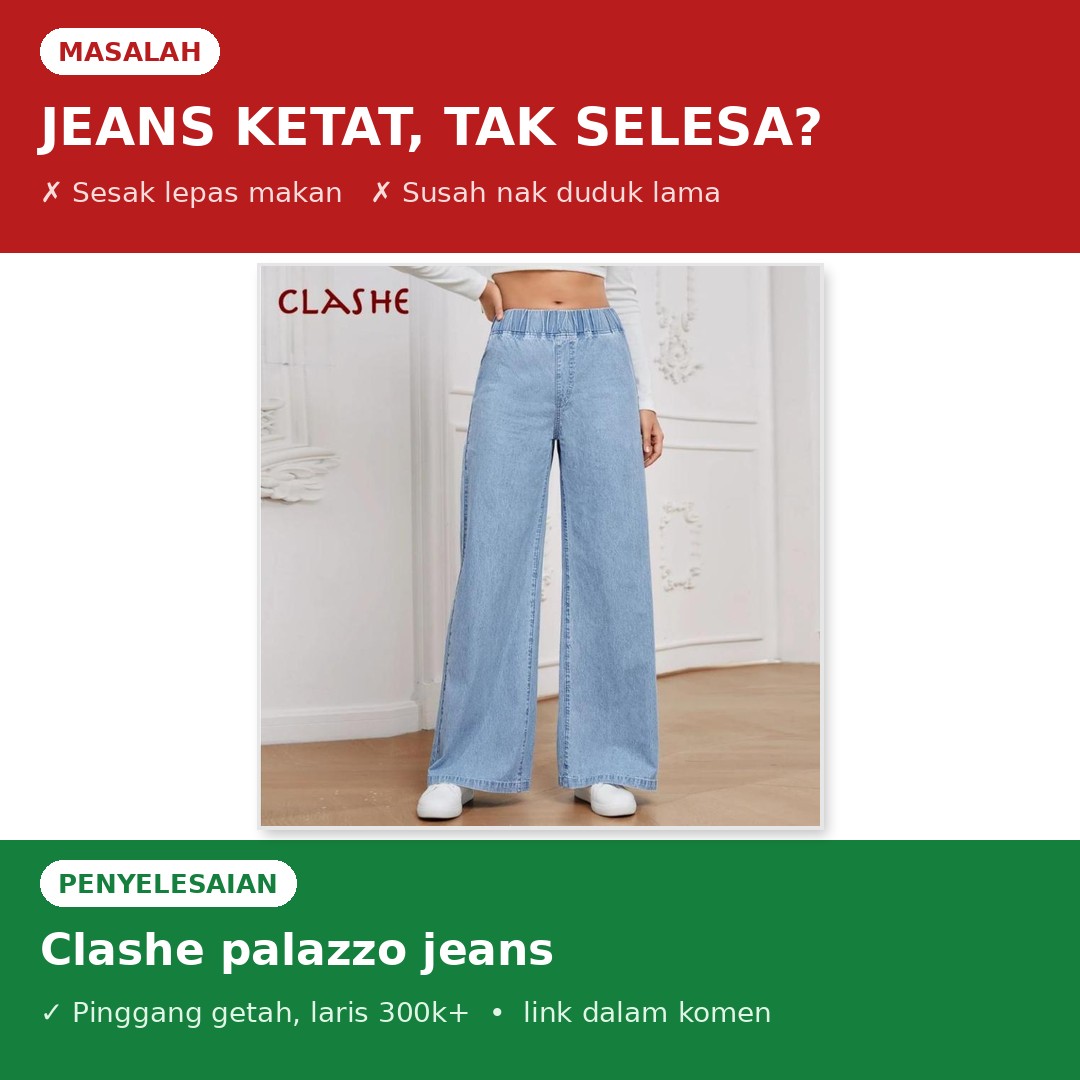 MASALAH
JEANS KETAT, TAK SELESA?
✗ Sesak lepas makan ✗ Susah nak duduk lama
CLASHE
PENYELESAIAN
Clashe palazzo jeans
✓ Pinggang getah, laris 300k+ • link dalam komen